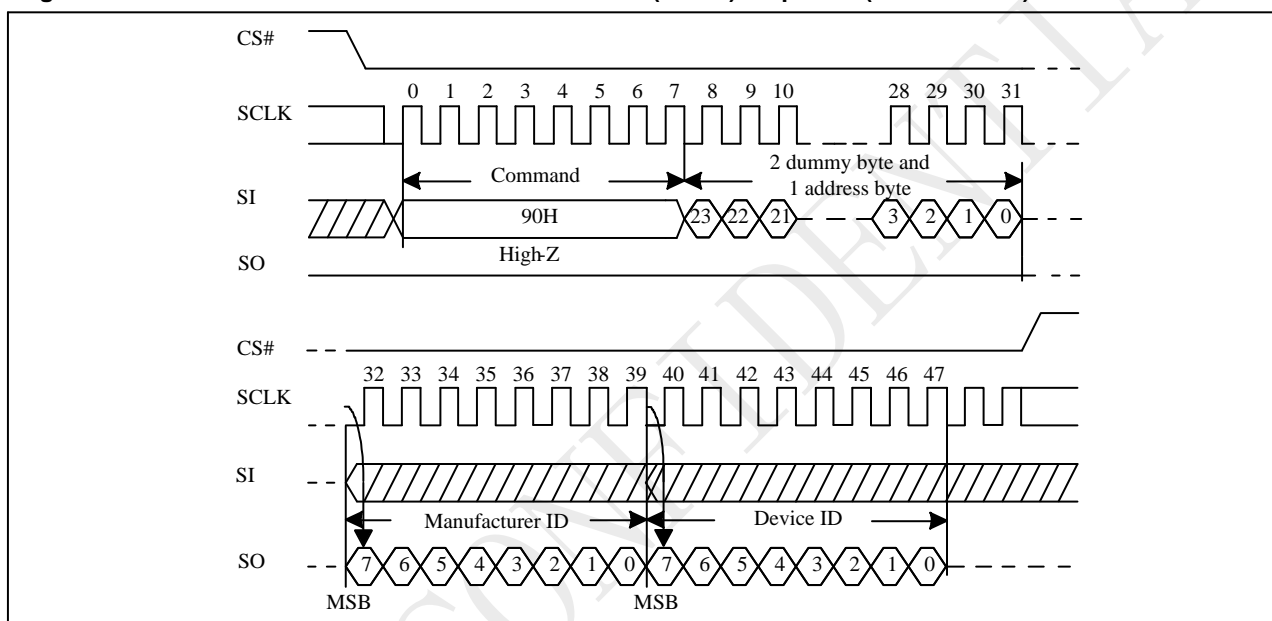 CS#
0 1 2 3 4 5 6 7 8 9 10 28 29 30 31
SCLK
Command
2 dummy byte and
1 address byte
SI
90H
23 22 21 3 2 1 0
High-Z
SO
CS#
32 33 34 35 36 37 38 39 40 41 42 43 44 45 46 47
SCLK
SI
Manufacturer ID
Device ID
SO
7 6 5 4 3 2 1 0 7 6 5 4 3 2 1 0
MSB
MSB